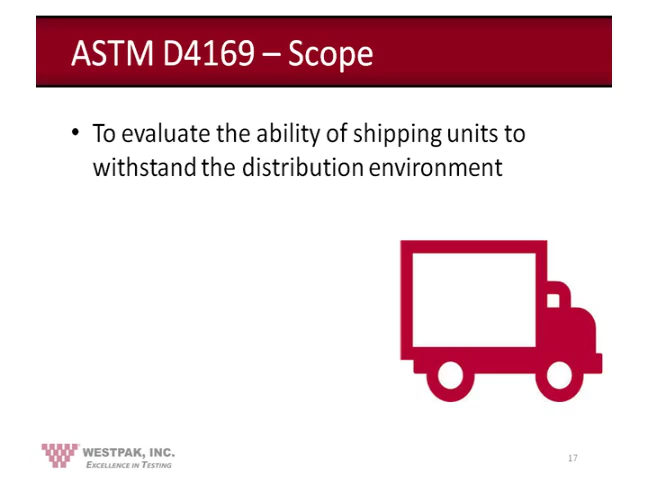 ASTM D4169 – Scope
• To evaluate the ability of shipping units to
withstand the distribution environment
WESTPAK, INC.
EXCELLENCE IN TESTING
17